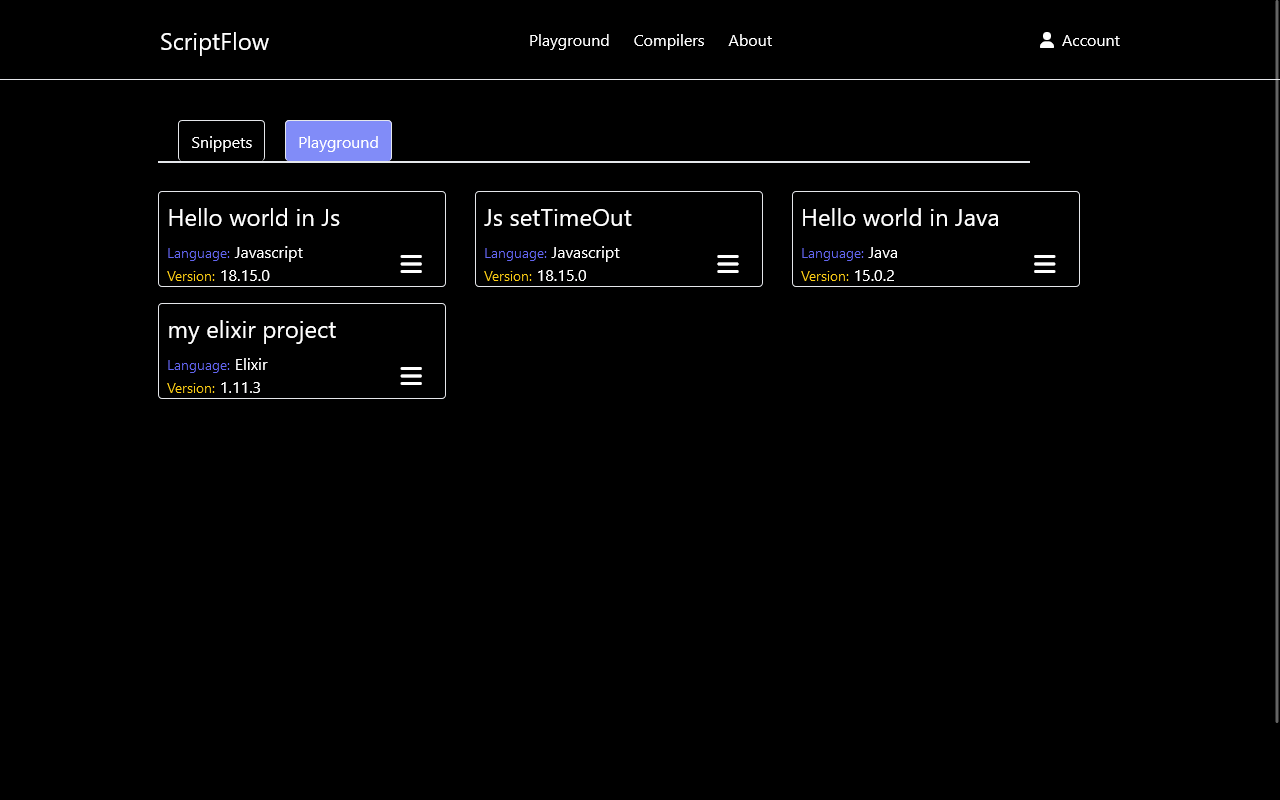 ScriptFlow
Playground
Compilers
About
Account
Snippets
Playground
Hello world in Js
Language: Javascript
Version: 18.15.0
Js setTimeOut
Language: Javascript
Version: 18.15.0
Hello world in Java
Language: Java
Version: 15.0.2
my elixir project
Language: Elixir
Version: 1.11.3